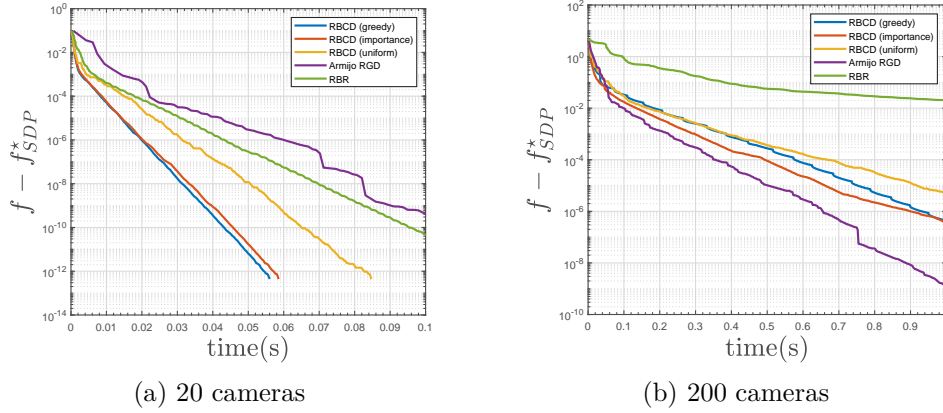 10^0
10^-2
10^-4
10^-6
10^-8
10^-10
10^-12
10^-14
f − f*_SDP
0 0.01 0.02 0.03 0.04 0.05 0.06 0.07 0.08 0.09 0.1
time(s)
RBCD (greedy)
RBCD (importance)
RBCD (uniform)
Armijo RGD
RBR
(a) 20 cameras
10^2
10^0
10^-2
10^-4
10^-6
10^-8
10^-10
f − f*_SDP
0 0.1 0.2 0.3 0.4 0.5 0.6 0.7 0.8 0.9
time(s)
RBCD (greedy)
RBCD (importance)
RBCD (uniform)
Armijo RGD
RBR
(b) 200 cameras